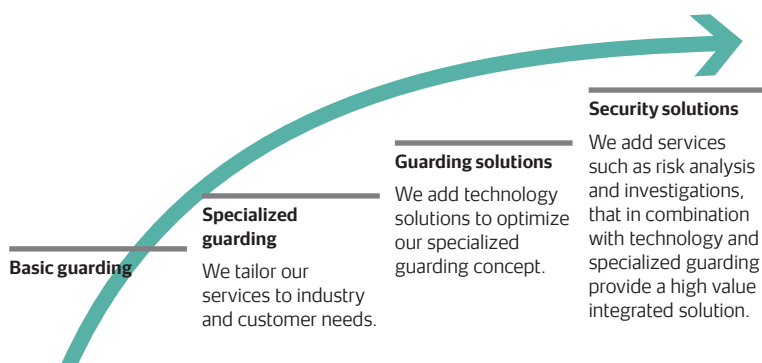 Basic guarding
Specialized
guarding
We tailor our
services to industry
and customer needs.
Guarding solutions
We add technology
solutions to optimize
our specialized
guarding concept.
Security solutions
We add services
such as risk analysis
and investigations,
that in combination
with technology and
specialized guarding
provide a high value
integrated solution.